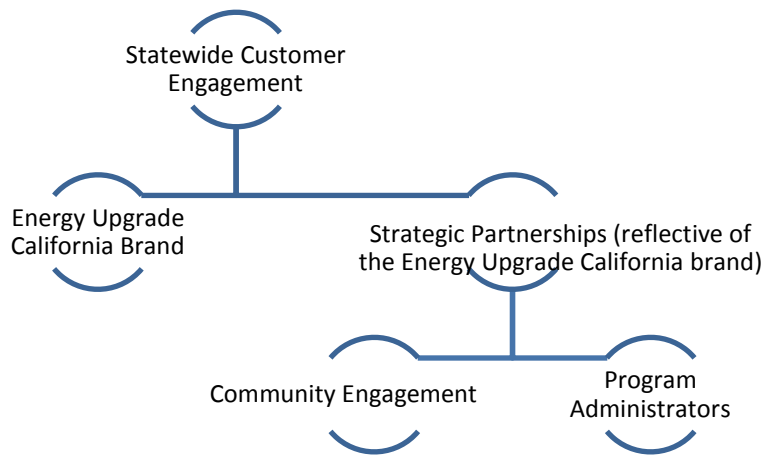 Statewide Customer
Engagement
Energy Upgrade
California Brand
Strategic Partnerships (reflective of
the Energy Upgrade California brand)
Community Engagement
Program
Administrators